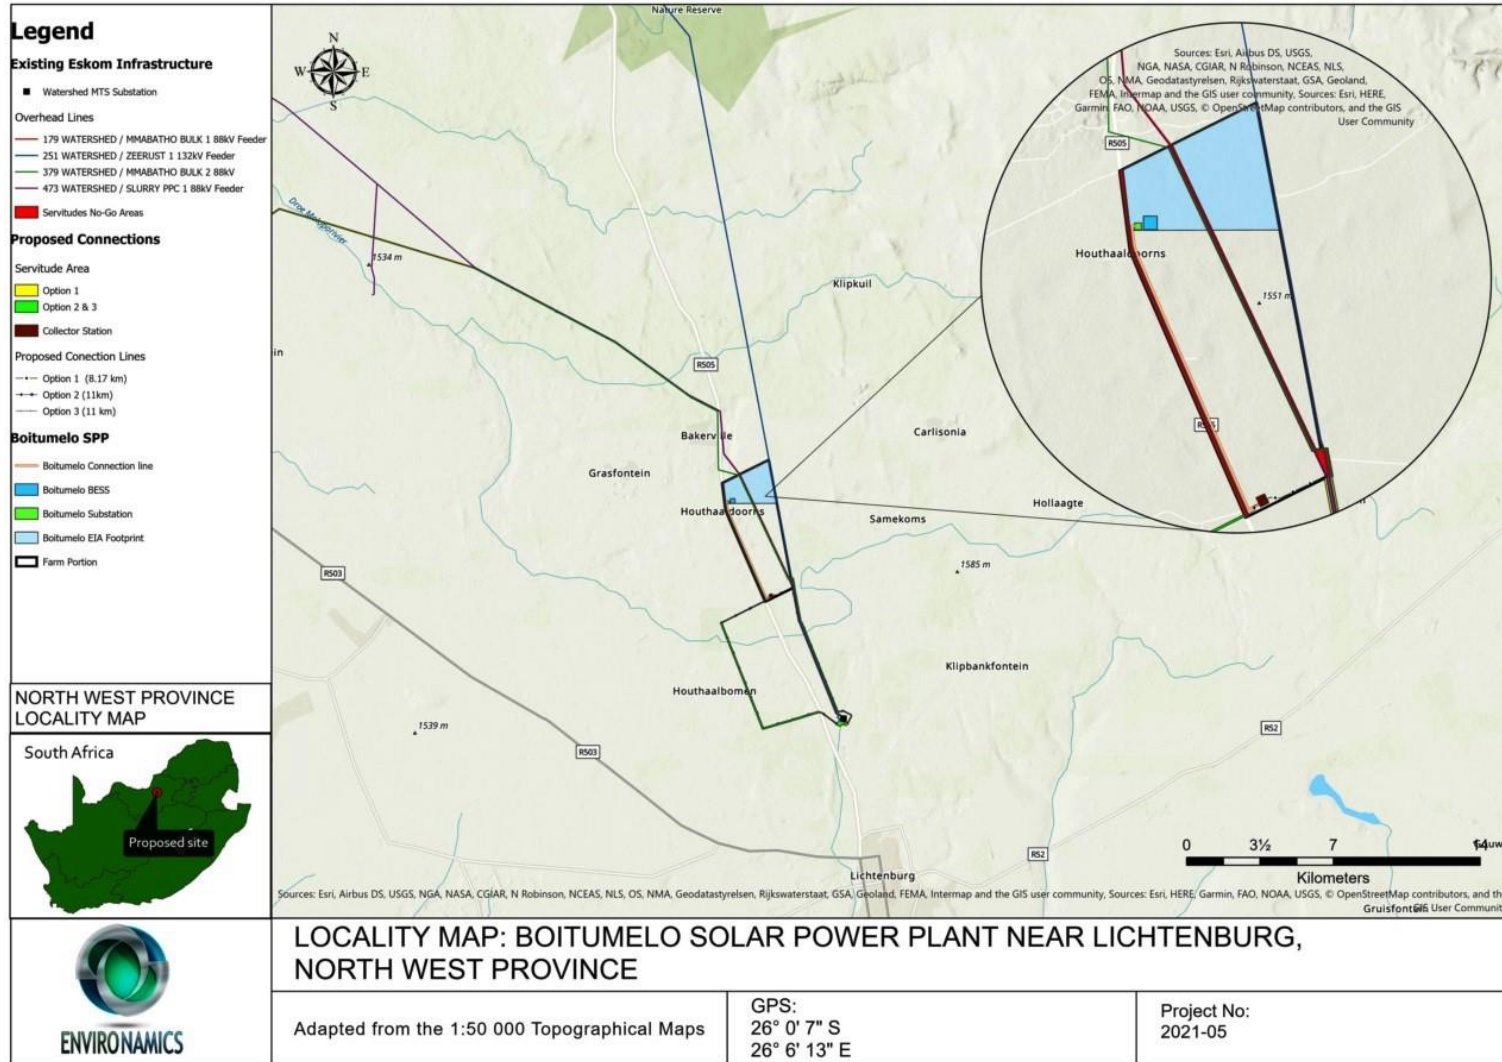 Legend
Existing Eskom Infrastructure
Watershed MTS Substation
Overhead Lines
179 WATERSHED / MMABATHO BULK 1 88kV Feeder
251 WATERSHED / ZEERUST 1 132kV Feeder
379 WATERSHED / MMABATHO BULK 2 88kV
473 WATERSHED / SLURRY PPC 1 88kV Feeder
Servitudes No-Go Areas
Proposed Connections
Servitude Area
Option 1
Option 2 & 3
Collector Station
Proposed Conection Lines
Option 1 (8.17 km)
Option 2 (11km)
Option 3 (11 km)
Boitumelo SPP
Boitumelo Connection line
Boitumelo BESS
Boitumelo Substation
Boitumelo EIA Footprint
Farm Portion
NORTH WEST PROVINCE
LOCALITY MAP
South Africa
Proposed site
ENVIRONAMICS
Nature Reserve
N
W E
S
Droe Moloporivier
1534 m
Klipkuil
in
R505
Bakerville
Carlisonia
Grasfontein
Houthaaldoorns
Hollaagte
Samekoms
R503
1585 m
Klipbankfontein
Houthaalbomen
1539 m
R503
R52
R52
Lichtenburg
Sources: Esri, Airbus DS, USGS,
NGA, NASA, CGIAR, N Robinson, NCEAS, NLS,
OS, NMA, Geodatastyrelsen, Rijkswaterstaat, GSA, Geoland,
FEMA, Intermap and the GIS user community, Sources: Esri, HERE,
Garmin, FAO, NOAA, USGS, © OpenStreetMap contributors, and the GIS
User Community
R505
Houthaaldoorns
1551 m
R505
0 3½ 7 14
Kilometers
Sources: Esri, Airbus DS, USGS, NGA, NASA, CGIAR, N Robinson, NCEAS, NLS, OS, NMA, Geodatastyrelsen, Rijkswaterstaat, GSA, Geoland, FEMA, Intermap and the GIS user community, Sources: Esri, HERE, Garmin, FAO, NOAA, USGS, © OpenStreetMap contributors, and the
Gruisfontein GIS User Communit
LOCALITY MAP: BOITUMELO SOLAR POWER PLANT NEAR LICHTENBURG,
NORTH WEST PROVINCE
Adapted from the 1:50 000 Topographical Maps
GPS:
26° 0' 7" S
26° 6' 13" E
Project No:
2021-05